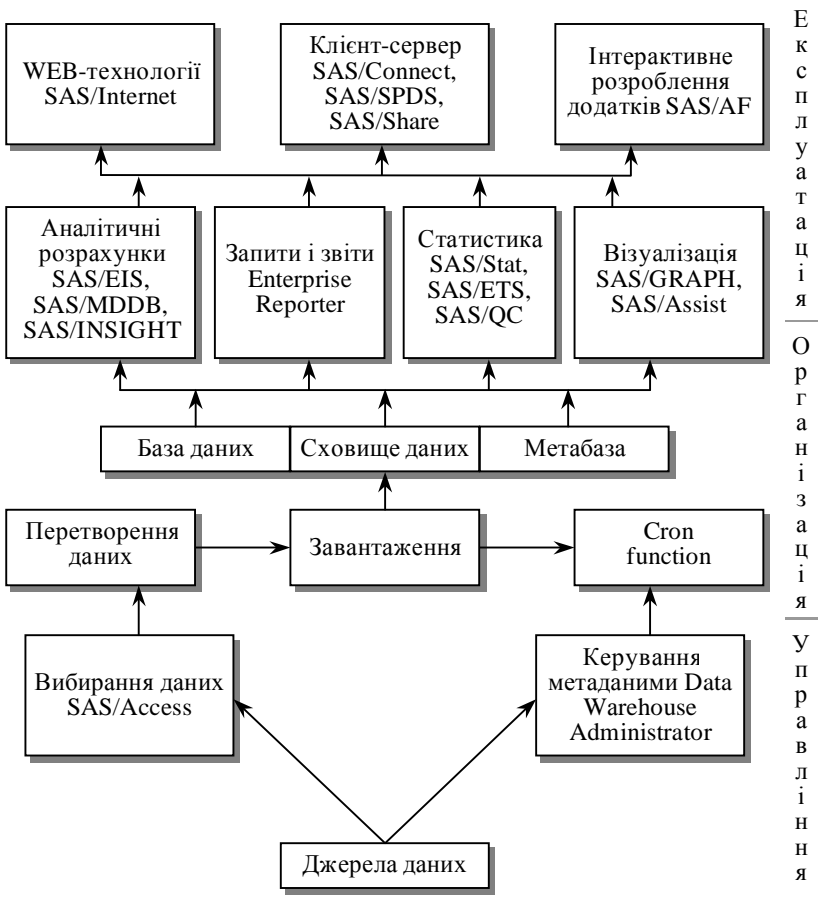 WEB-технології
SAS/Internet
Клієнт-сервер
SAS/Connect,
SAS/SPDS,
SAS/Share
Інтерактивне
розроблення
додатків SAS/AF
Аналітичні
розрахунки
SAS/EIS,
SAS/MDDB,
SAS/INSIGHT
Запити і звіти
Enterprise
Reporter
Статистика
SAS/Stat,
SAS/ETS,
SAS/QC
Візуалізація
SAS/GRAPH,
SAS/Assist
База даних
Сховище даних
Метабаза
Перетворення
даних
Завантаження
Cron
function
Вибирання даних
SAS/Access
Керування
метаданими Data
Warehouse
Administrator
Джерела даних
Експлуатація
Організація
Управління